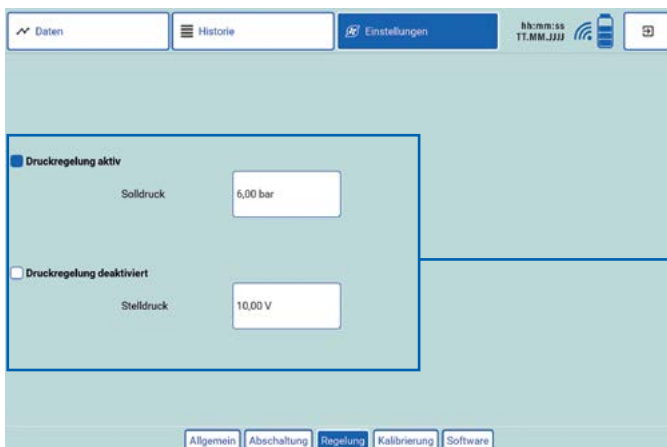 Daten
Historie
Einstellungen
hh:mm:ss
TT.MM.JJJJ
Druckregelung aktiv
Solldruck 6,00 bar
Druckregelung deaktiviert
Stelldruck 10,00 V
Allgemein Abschaltung Regelung Kalibrierung Software